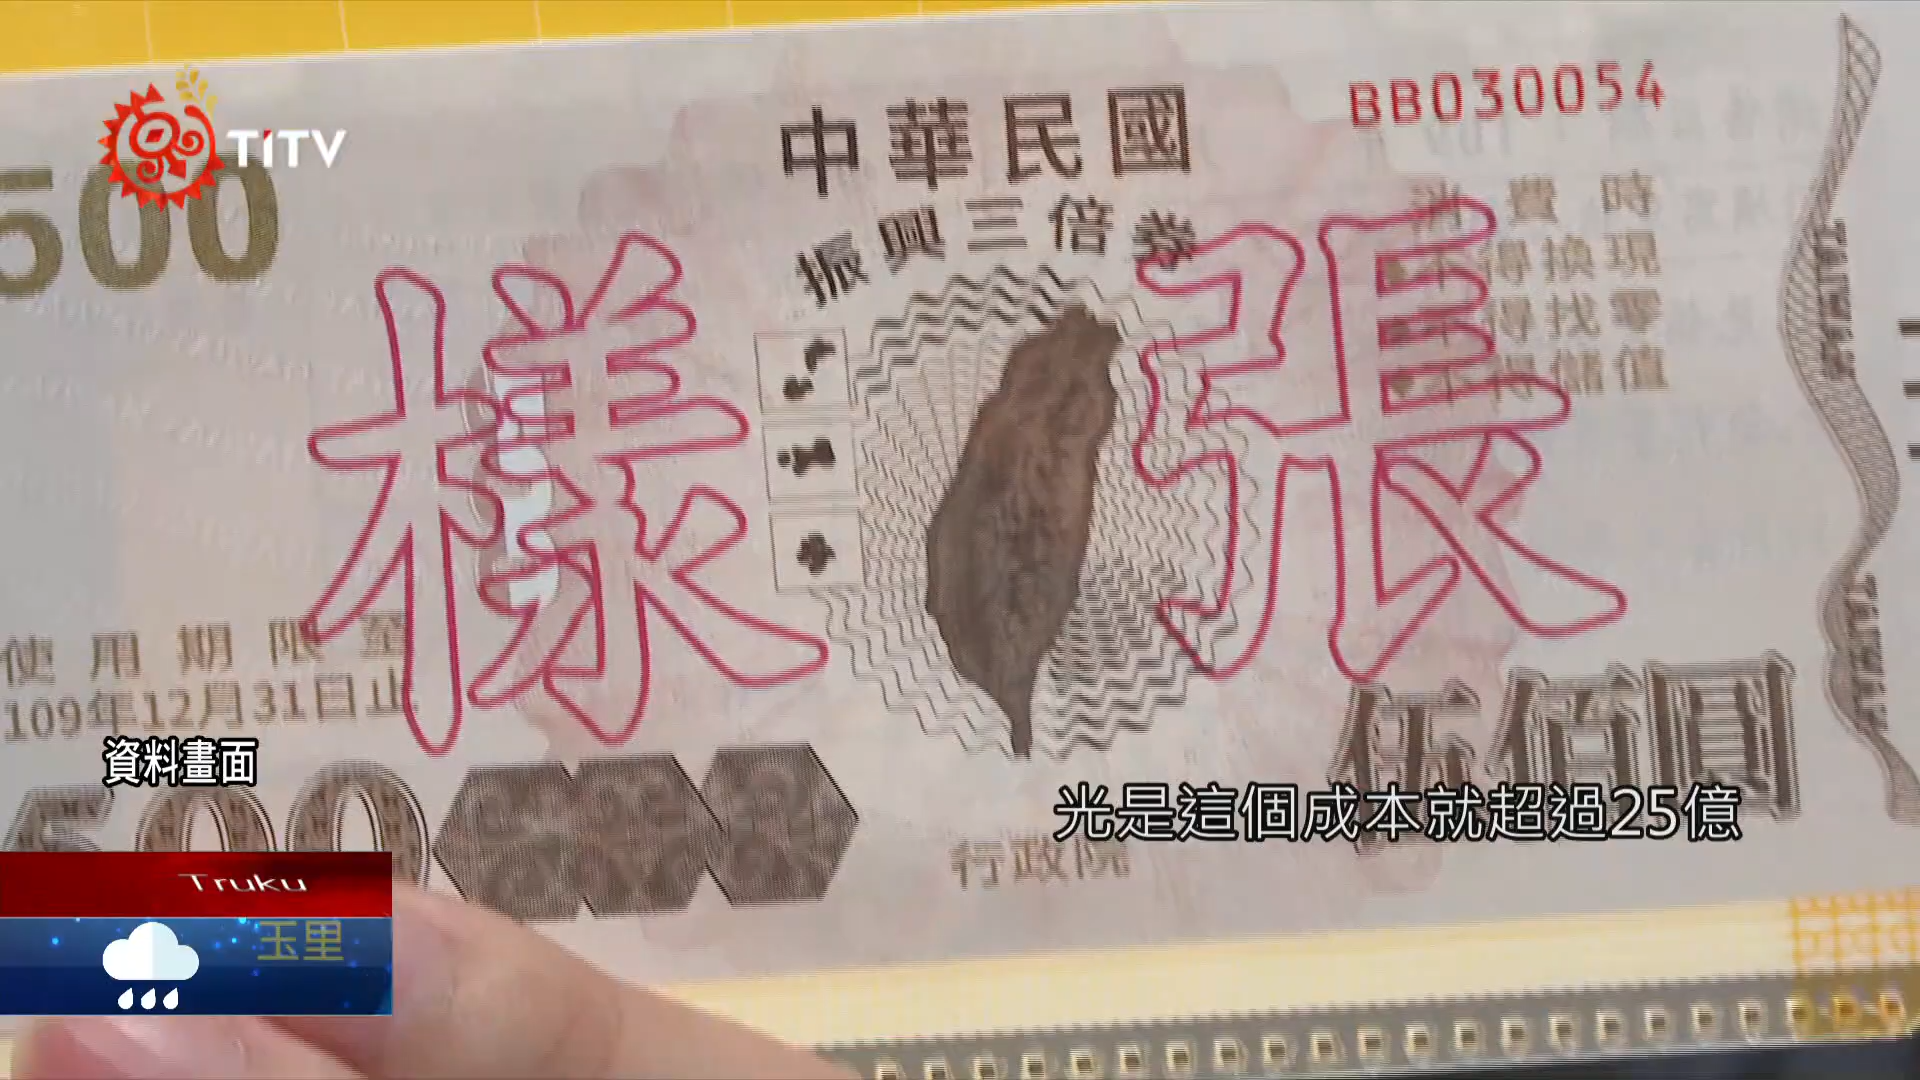 TiTV
500
中華民國
振興三倍券
BB030054
消費時
不得換現
不得找零
不得儲值
樣張
使用期限至
109年12月31日止
資料畫面
500
伍佰圓
行政院
光是這個成本就超過25億
Truku
玉里